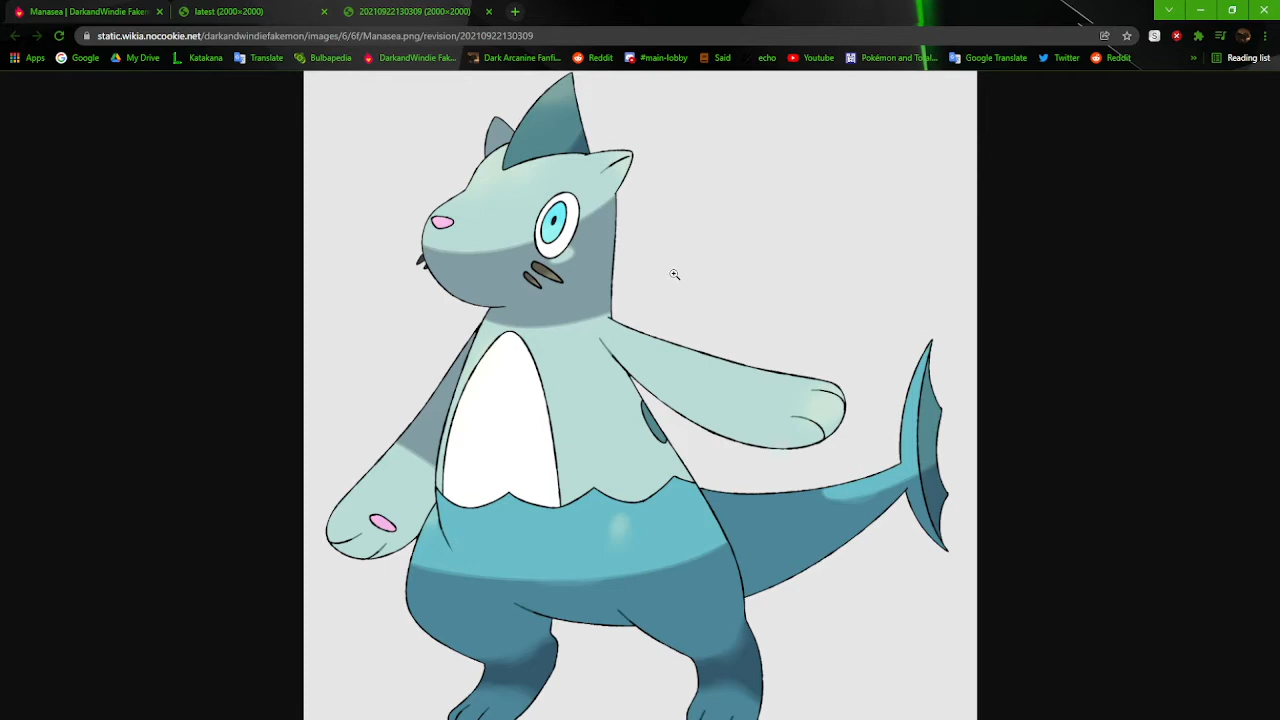 Manasea | DarkandWindie Fakem
latest (2000×2000)
20210922130309 (2000×2000)
static.wikia.nocookie.net/darkandwindiefakemon/images/6/6f/Manasea.png/revision/20210922130309
Apps Google My Drive Katakana Translate Bulbapedia DarkandWindie Fak... Dark Arcanine Fanfi... Reddit #main-lobby Said echo Youtube Pokémon and Total... Google Translate Twitter Reddit » Reading list